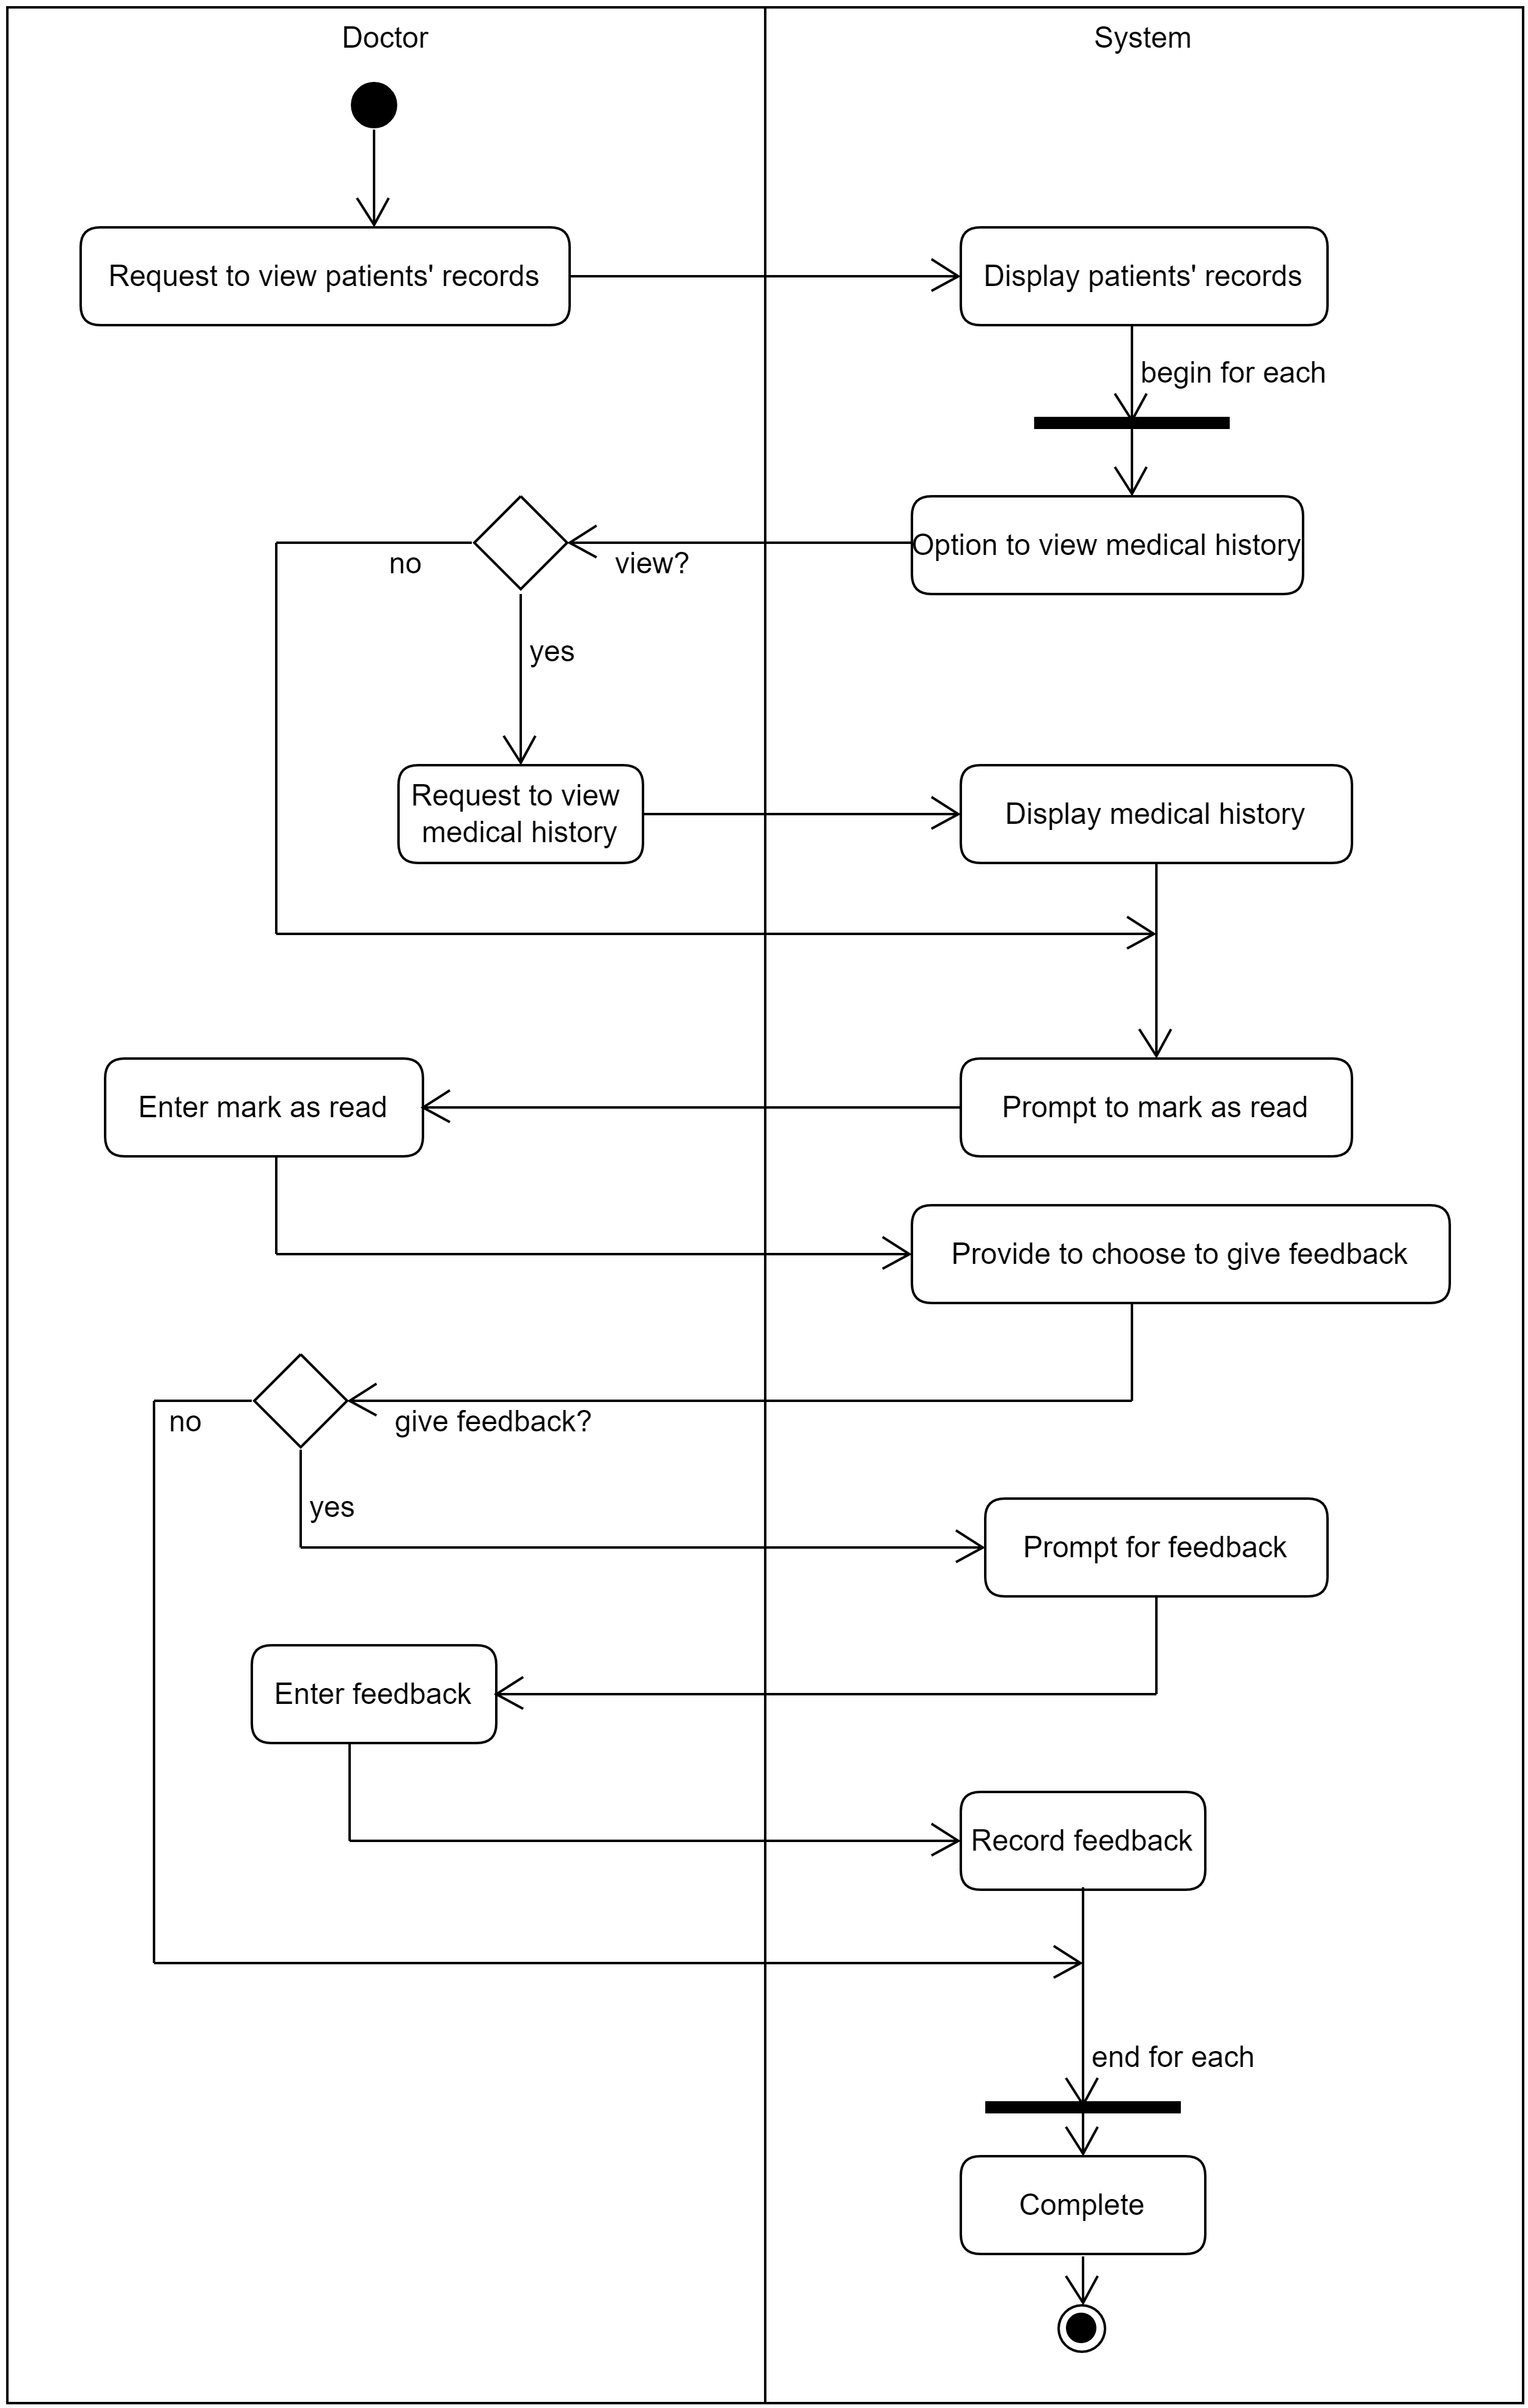 Doctor
System
Request to view patients' records
Display patients' records
begin for each
Option to view medical history
view?
no
yes
Request to view
medical history
Display medical history
Enter mark as read
Prompt to mark as read
Provide to choose to give feedback
give feedback?
no
yes
Prompt for feedback
Enter feedback
Record feedback
end for each
Complete